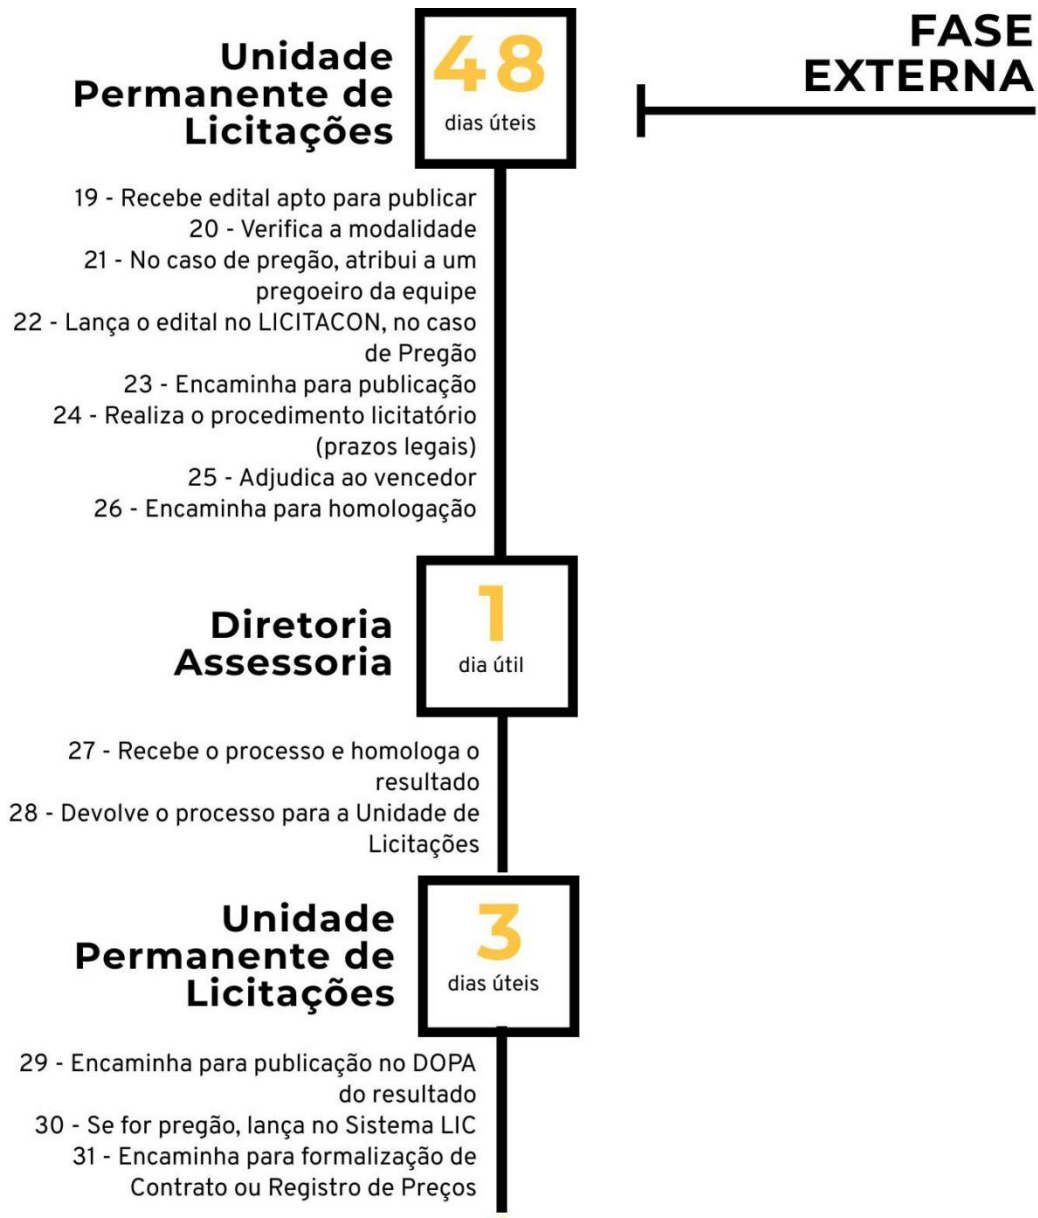 FASE
EXTERNA
Unidade
Permanente de
Licitações
48
dias úteis
19 - Recebe edital apto para publicar
20 - Verifica a modalidade
21 - No caso de pregão, atribui a um
pregoeiro da equipe
22 - Lança o edital no LICITACON, no caso
de Pregão
23 - Encaminha para publicação
24 - Realiza o procedimento licitatório
(prazos legais)
25 - Adjudica ao vencedor
26 - Encaminha para homologação
Diretoria
Assessoria
1
dia útil
27 - Recebe o processo e homologa o
resultado
28 - Devolve o processo para a Unidade de
Licitações
Unidade
Permanente de
Licitações
3
dias úteis
29 - Encaminha para publicação no DOPA
do resultado
30 - Se for pregão, lança no Sistema LIC
31 - Encaminha para formalização de
Contrato ou Registro de Preços